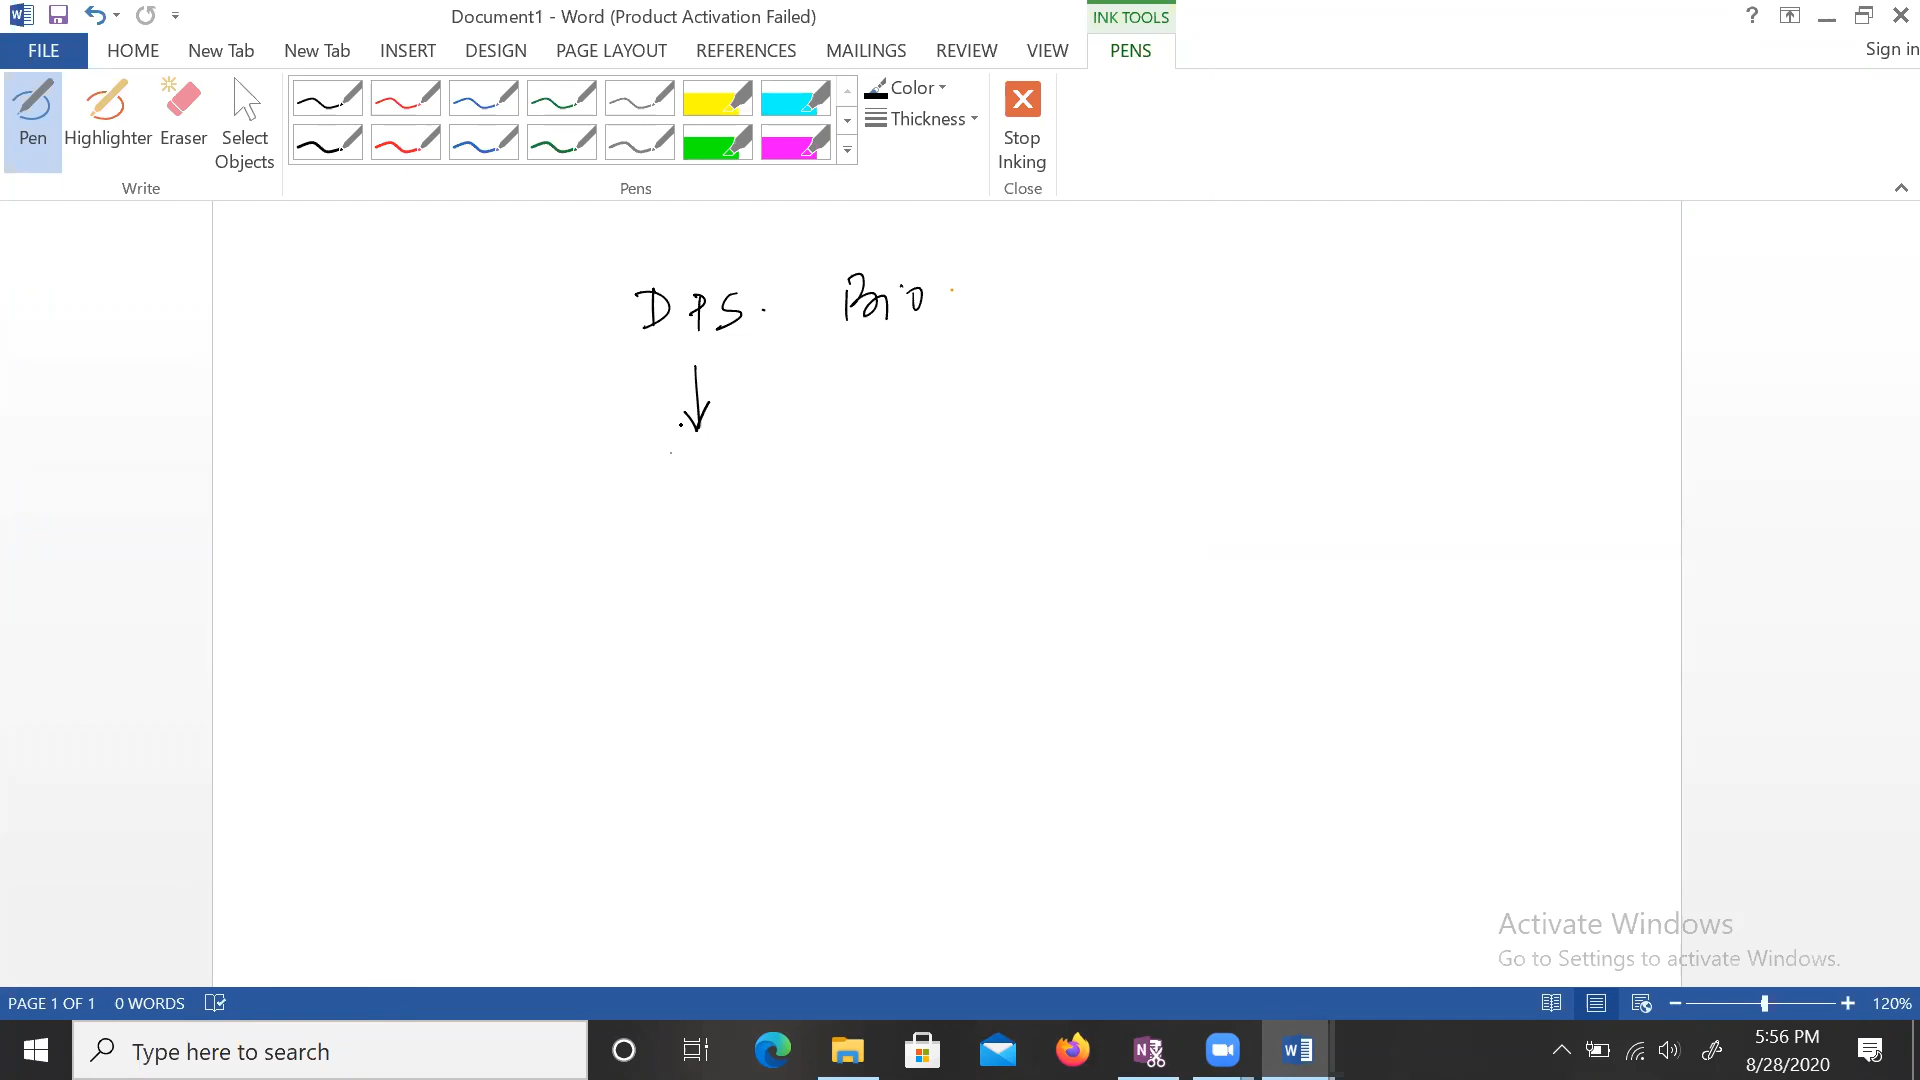 Document1 - Word (Product Activation Failed)
INK TOOLS
FILE HOME New Tab New Tab INSERT DESIGN PAGE LAYOUT REFERENCES MAILINGS REVIEW VIEW PENS
Sign in
Pen Highlighter Eraser Select Objects
Color
Thickness
Stop Inking
Write Pens Close
DPS. Bio
Activate Windows
Go to Settings to activate Windows.
PAGE 1 OF 1 0 WORDS 120%
Type here to search
5:56 PM
8/28/2020